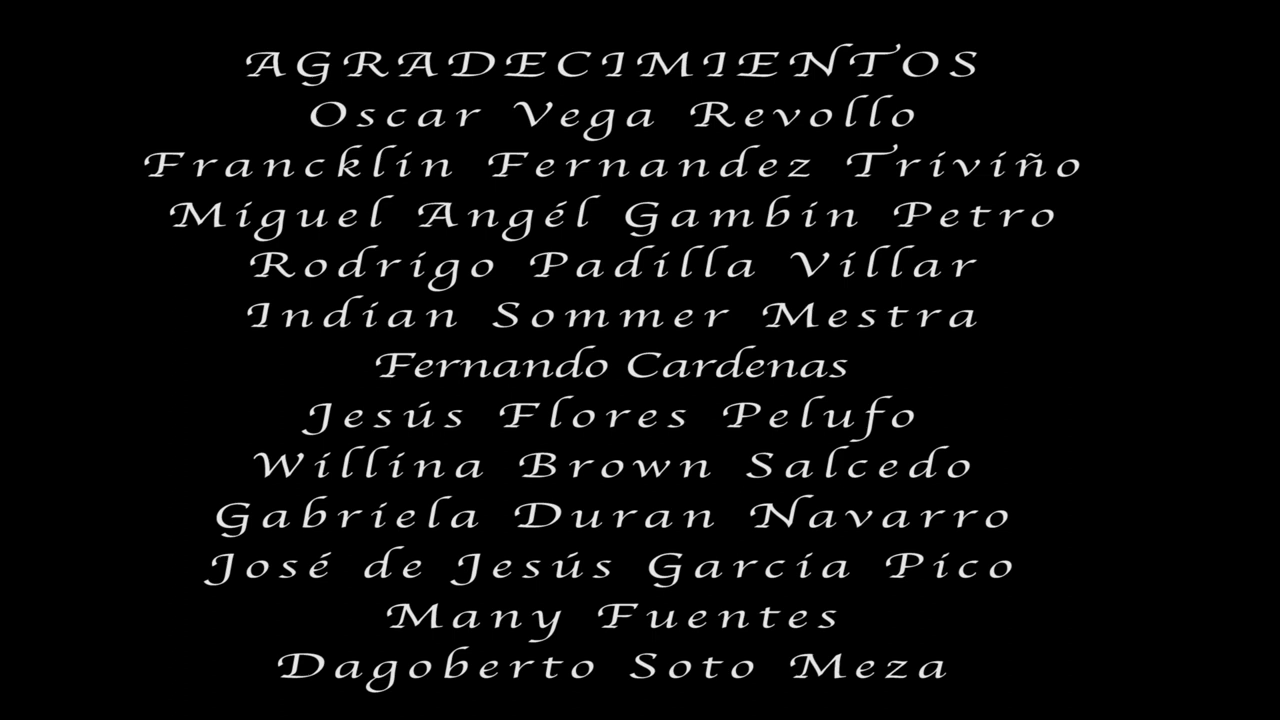 AGRADECIMIENTOS
Oscar Vega Revollo
Francklin Fernandez Triviño
Miguel Angél Gambin Petro
Rodrigo Padilla Villar
Indian Sommer Mestra
Fernando Cardenas
Jesús Flores Pelufo
Willina Brown Salcedo
Gabriela Duran Navarro
José de Jesús Garcia Pico
Many Fuentes
Dagoberto Soto Meza